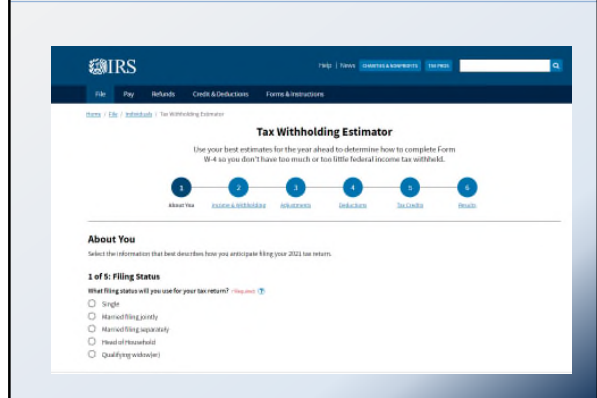 IRS
Help | News CHARITIES & NONPROFITS TAX PROS
File Pay Refunds Credit & Deductions Forms & Instructions
Home / File / Individuals / Tax Withholding Estimator
Tax Withholding Estimator
Use your best estimates for the year ahead to determine how to complete Form
W-4 so you don't have too much or too little federal income tax withheld.
1 2 3 4 5 6
About You Income & Withholding Adjustments Deductions Tax Credits Results
About You
Select the information that best describes how you anticipate filing your 2021 tax return.
1 of 5: Filing Status
What filing status will you use for your tax return? * Required ?
Single
Married filing jointly
Married filing separately
Head of Household
Qualifying widow(er)